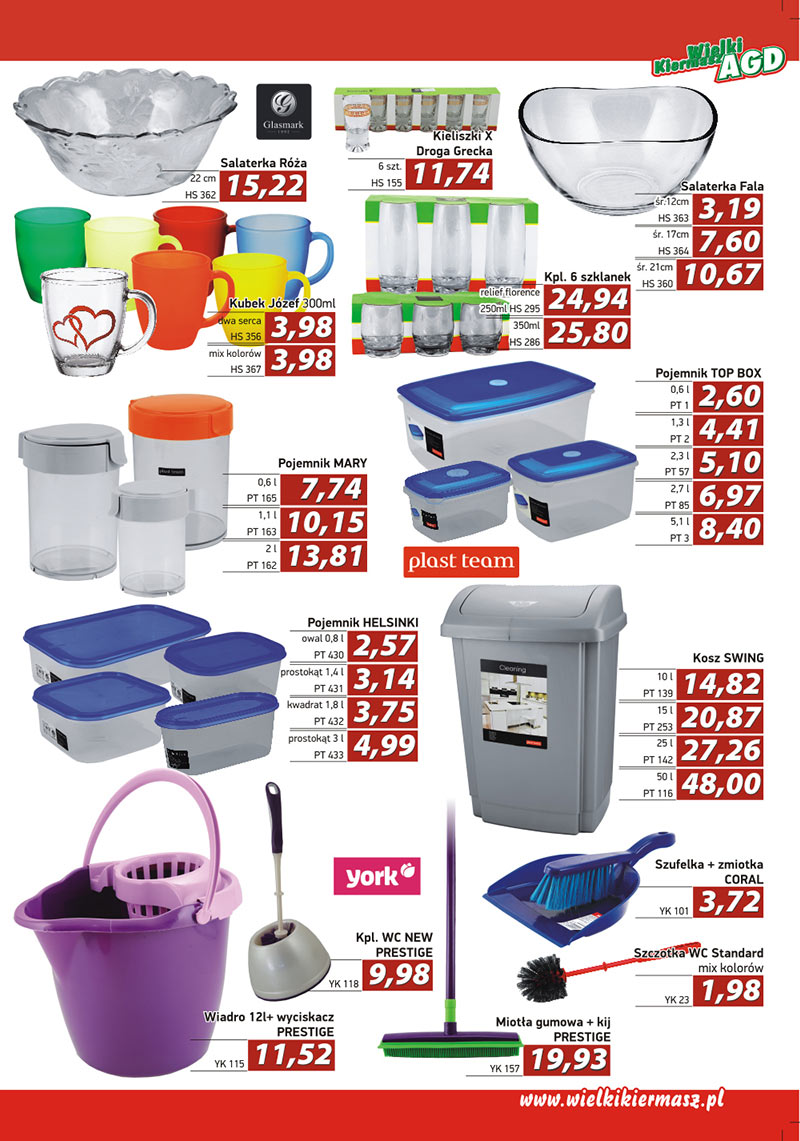 Wielki
Kiermasz AGD
Glasmark
Salaterka Róża
22 cm
HS 362
15,22
Kieliszki X
Droga Grecka
6 szt.
HS 155
11,74
Salaterka Fala
śr.12cm
HS 363
3,19
śr. 17cm
HS 364
7,60
śr. 21cm
HS 360
10,67
Kubek Józef 300ml
dwa serca
HS 356
3,98
mix kolorów
HS 367
3,98
Kpl. 6 szklanek
relief,florence
250ml HS 295
24,94
350ml
HS 286
25,80
Pojemnik TOP BOX
0,6 l
PT 1
2,60
1,3 l
PT 2
4,41
2,3 l
PT 57
5,10
2,7 l
PT 85
6,97
5,1 l
PT 3
8,40
plast team
Pojemnik MARY
0,6 l
PT 165
7,74
1,1 l
PT 163
10,15
2 l
PT 162
13,81
plast team
Pojemnik HELSINKI
owal 0,8 l
PT 430
2,57
prostokąt 1,4 l
PT 431
3,14
kwadrat 1,8 l
PT 432
3,75
prostokąt 3 l
PT 433
4,99
Cleaning
Kosz SWING
10 l
PT 139
14,82
15 l
PT 253
20,87
25 l
PT 142
27,26
50 l
PT 116
48,00
york
Kpl. WC NEW
PRESTIGE
YK 118
9,98
Szufelka + zmiotka
CORAL
YK 101
3,72
Szczotka WC Standard
mix kolorów
YK 23
1,98
Wiadro 12l+ wyciskacz
PRESTIGE
YK 115
11,52
Miotła gumowa + kij
PRESTIGE
YK 157
19,93
www.wielkikiermasz.pl